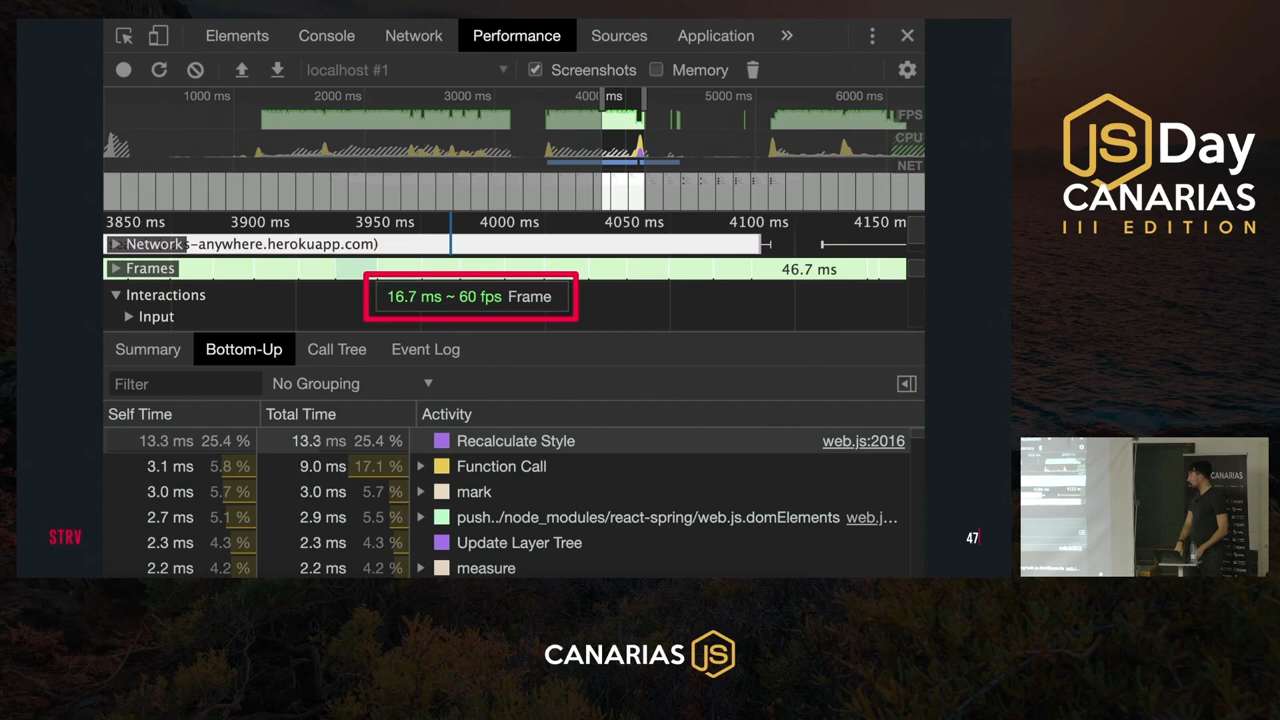 Elements Console Network Performance Sources Application »
localhost #1 Screenshots Memory
1000 ms 2000 ms 3000 ms 4000 ms 5000 ms 6000 ms
FPS
CPU
NET
3850 ms 3900 ms 3950 ms 4000 ms 4050 ms 4100 ms 4150 m
Networks-anywhere.herokuapp.com)
Frames 46.7 ms
16.7 ms ~ 60 fps Frame
Interactions
Input
Summary Bottom-Up Call Tree Event Log
Filter No Grouping
Self Time Total Time Activity
13.3 ms 25.4 % 13.3 ms 25.4 % Recalculate Style web.js:2016
3.1 ms 5.8 % 9.0 ms 17.1 % Function Call
3.0 ms 5.7 % 3.0 ms 5.7 % mark
2.7 ms 5.1 % 2.9 ms 5.5 % push../node_modules/react-spring/web.js.domElements web.j...
2.3 ms 4.3 % 2.3 ms 4.3 % Update Layer Tree
2.2 ms 4.2 % 2.2 ms 4.2 % measure
STRV
47
JS Day
CANARIAS
III EDITION
CANARIAS
CANARIAS JS